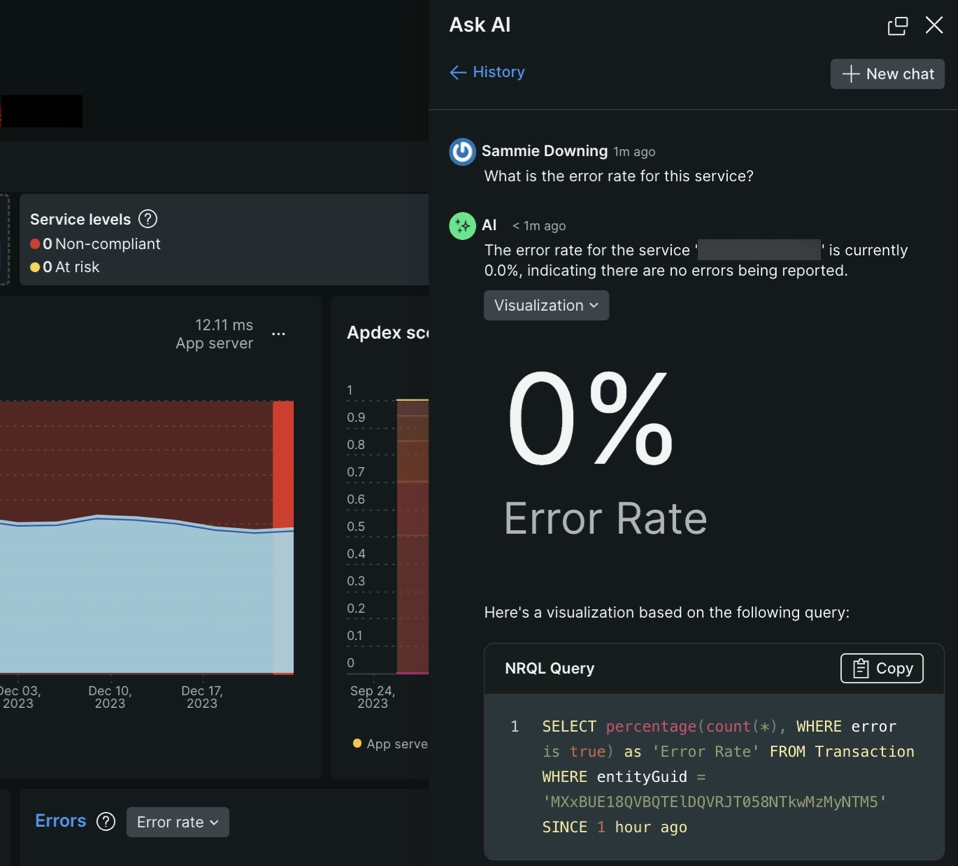 Ask AI
← History
+ New chat
Sammie Downing 1m ago
What is the error rate for this service?
AI < 1m ago
The error rate for the service ' ' is currently
0.0%, indicating there are no errors being reported.
Visualization
0%
Error Rate
Here's a visualization based on the following query:
NRQL Query
Copy
1 SELECT percentage(count(*), WHERE error
is true) as 'Error Rate' FROM Transaction
WHERE entityGuid =
'MXxBUE18QVBQTElDQVRJT058NTkwMzMyNTM5'
SINCE 1 hour ago
Service levels ?
0 Non-compliant
0 At risk
12.11 ms
App server
...
Dec 03,
2023
Dec 10,
2023
Dec 17,
2023
Apdex sc
1
0.9
0.8
0.7
0.6
0.5
0.4
0.3
0.2
0.1
0
Sep 24,
2023
App serve
Errors ?
Error rate